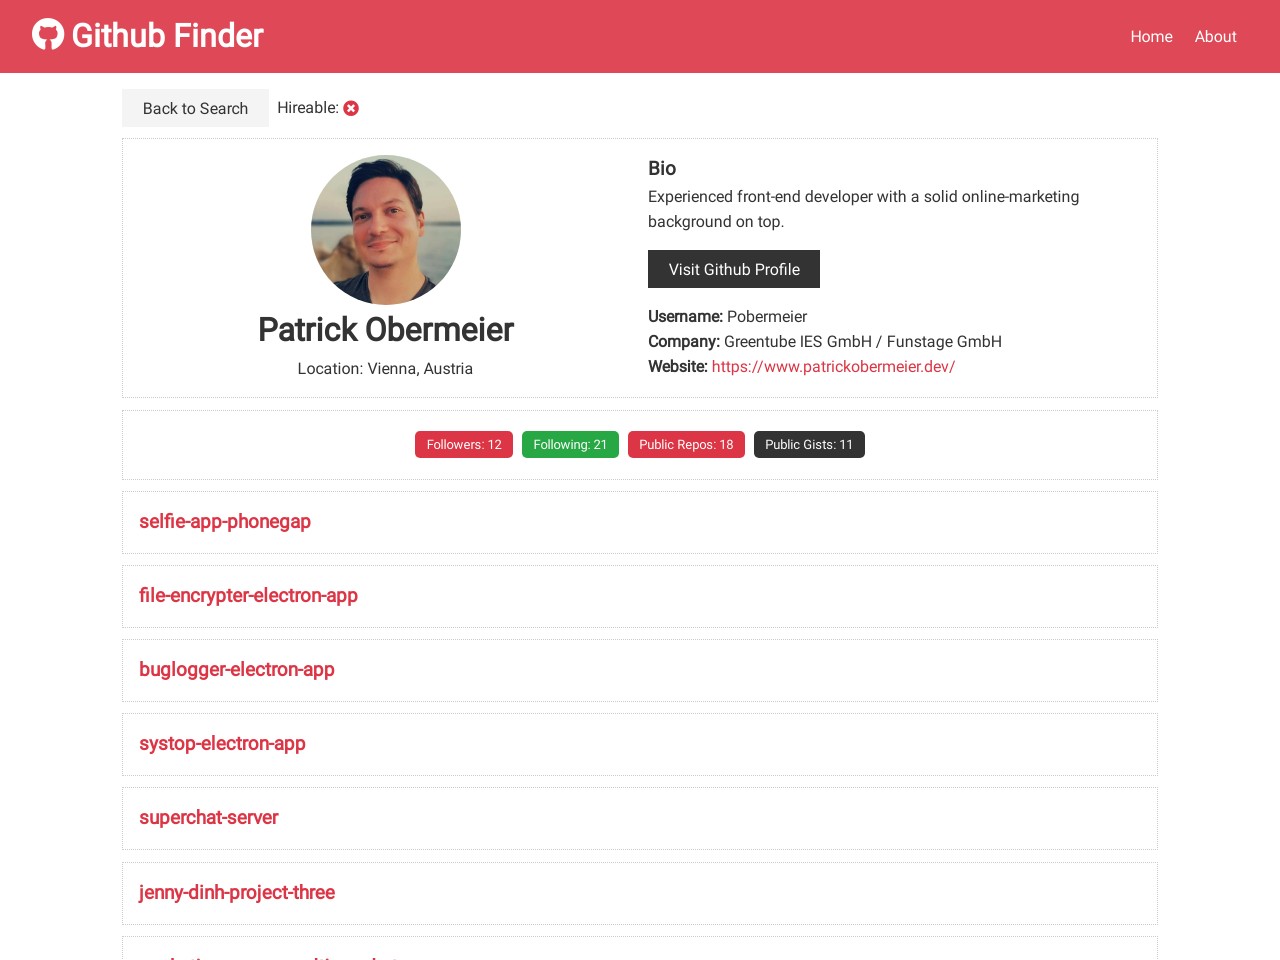 Github Finder
Home About
Back to Search Hireable:
Bio
Experienced front-end developer with a solid online-marketing
background on top.
Visit Github Profile
Patrick Obermeier
Location: Vienna, Austria
Username: Pobermeier
Company: Greentube IES GmbH / Funstage GmbH
Website: https://www.patrickobermeier.dev/
Followers: 12 Following: 21 Public Repos: 18 Public Gists: 11
selfie-app-phonegap
file-encrypter-electron-app
buglogger-electron-app
systop-electron-app
superchat-server
jenny-dinh-project-three